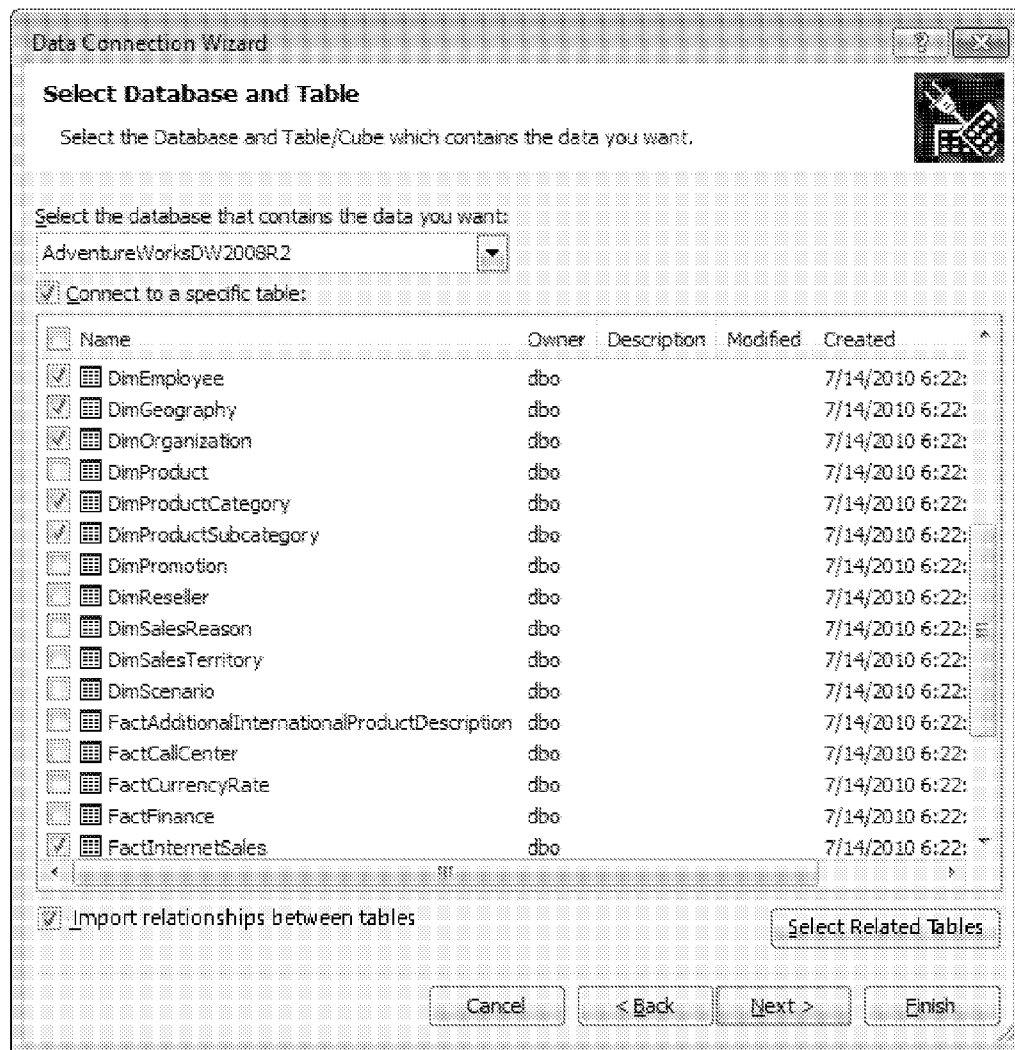 Data Connection Wizard
Select Database and Table
Select the Database and Table/Cube which contains the data you want.
Select the database that contains the data you want:
AdventureWorksDW2008R2
Connect to a specific table:
Name Owner Description Modified Created
DimEmployee dbo 7/14/2010 6:22:
DimGeography dbo 7/14/2010 6:22:
DimOrganization dbo 7/14/2010 6:22:
DimProduct dbo 7/14/2010 6:22:
DimProductCategory dbo 7/14/2010 6:22:
DimProductSubcategory dbo 7/14/2010 6:22:
DimPromotion dbo 7/14/2010 6:22:
DimReseller dbo 7/14/2010 6:22:
DimSalesReason dbo 7/14/2010 6:22:
DimSalesTerritory dbo 7/14/2010 6:22:
DimScenario dbo 7/14/2010 6:22:
FactAdditionalInternationalProductDescription dbo 7/14/2010 6:22:
FactCallCenter dbo 7/14/2010 6:22:
FactCurrencyRate dbo 7/14/2010 6:22:
FactFinance dbo 7/14/2010 6:22:
FactInternetSales dbo 7/14/2010 6:22:
Import relationships between tables
Select Related Tables
Cancel < Back Next > Finish